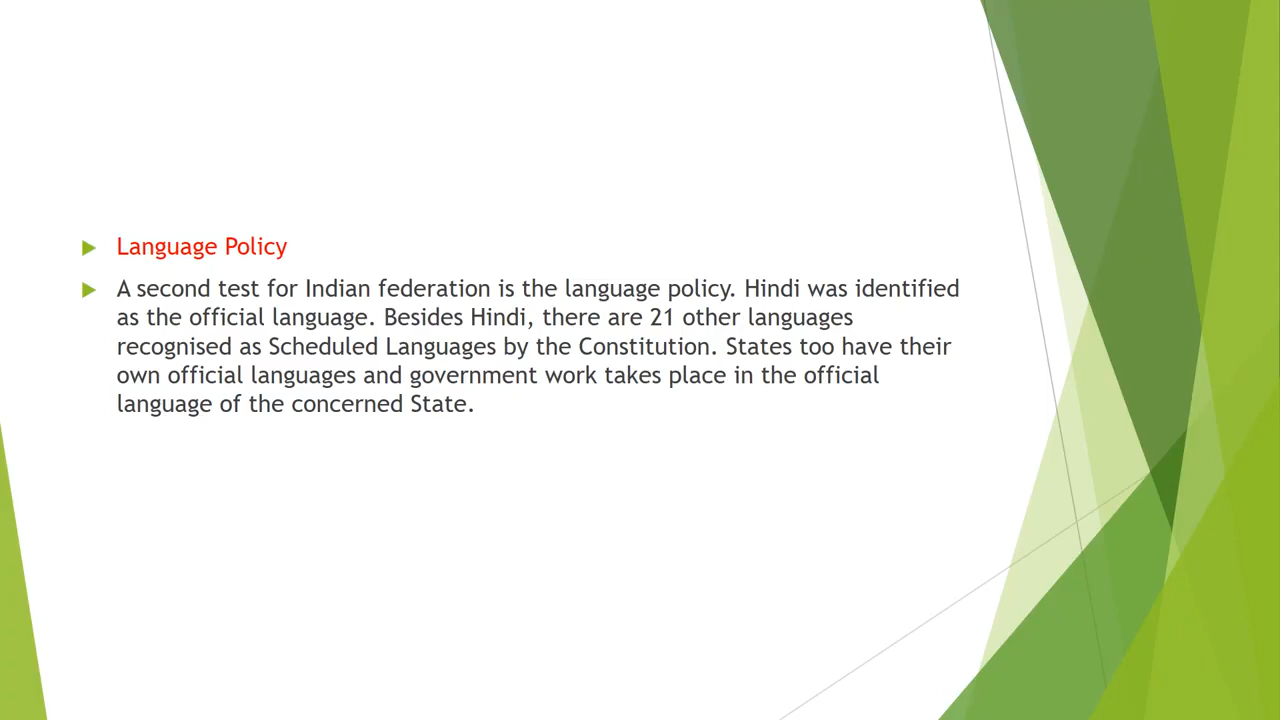 Language Policy
A second test for Indian federation is the language policy. Hindi was identified
as the official language. Besides Hindi, there are 21 other languages
recognised as Scheduled Languages by the Constitution. States too have their
own official languages and government work takes place in the official
language of the concerned State.